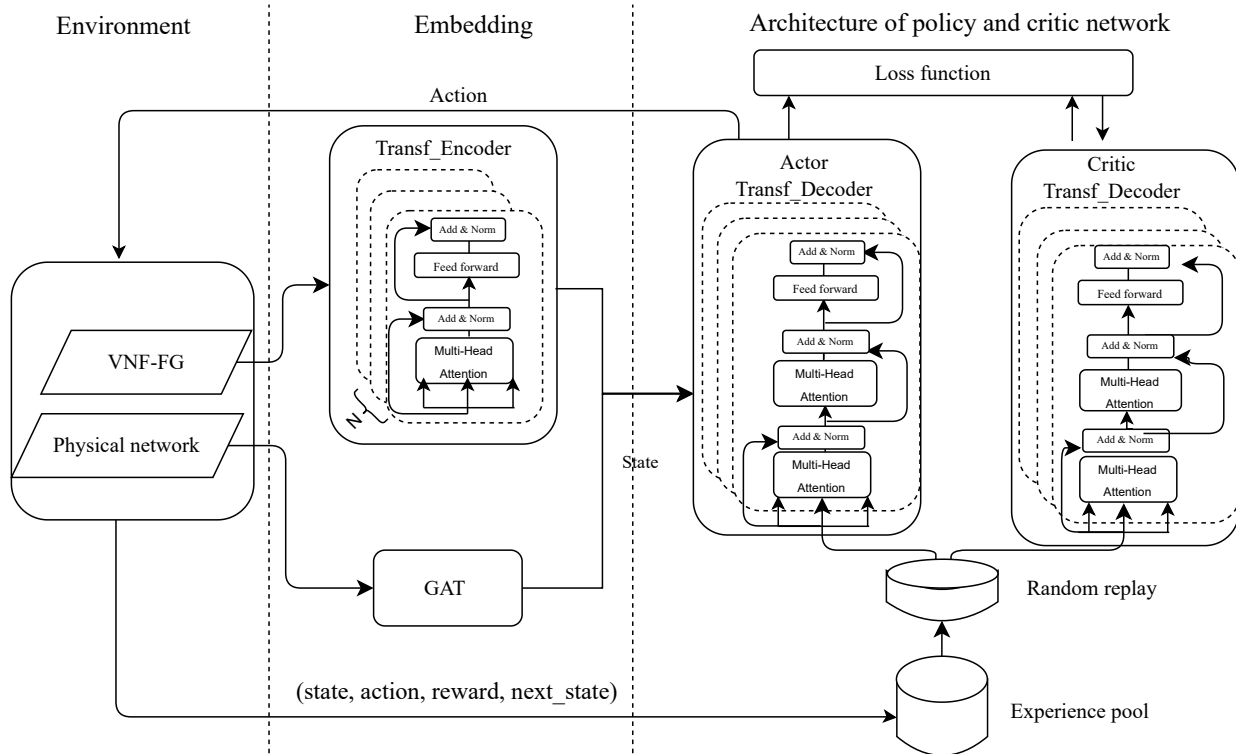 Environment
Embedding
Architecture of policy and critic network
Loss function
Action
Transf_Encoder
Add & Norm
Feed forward
Add & Norm
Multi-Head
Attention
N
VNF-FG
Physical network
GAT
State
Actor
Transf_Decoder
Add & Norm
Feed forward
Add & Norm
Multi-Head
Attention
Add & Norm
Multi-Head
Attention
Critic
Transf_Decoder
Add & Norm
Feed forward
Add & Norm
Multi-Head
Attention
Add & Norm
Multi-Head
Attention
Random replay
(state, action, reward, next_state)
Experience pool